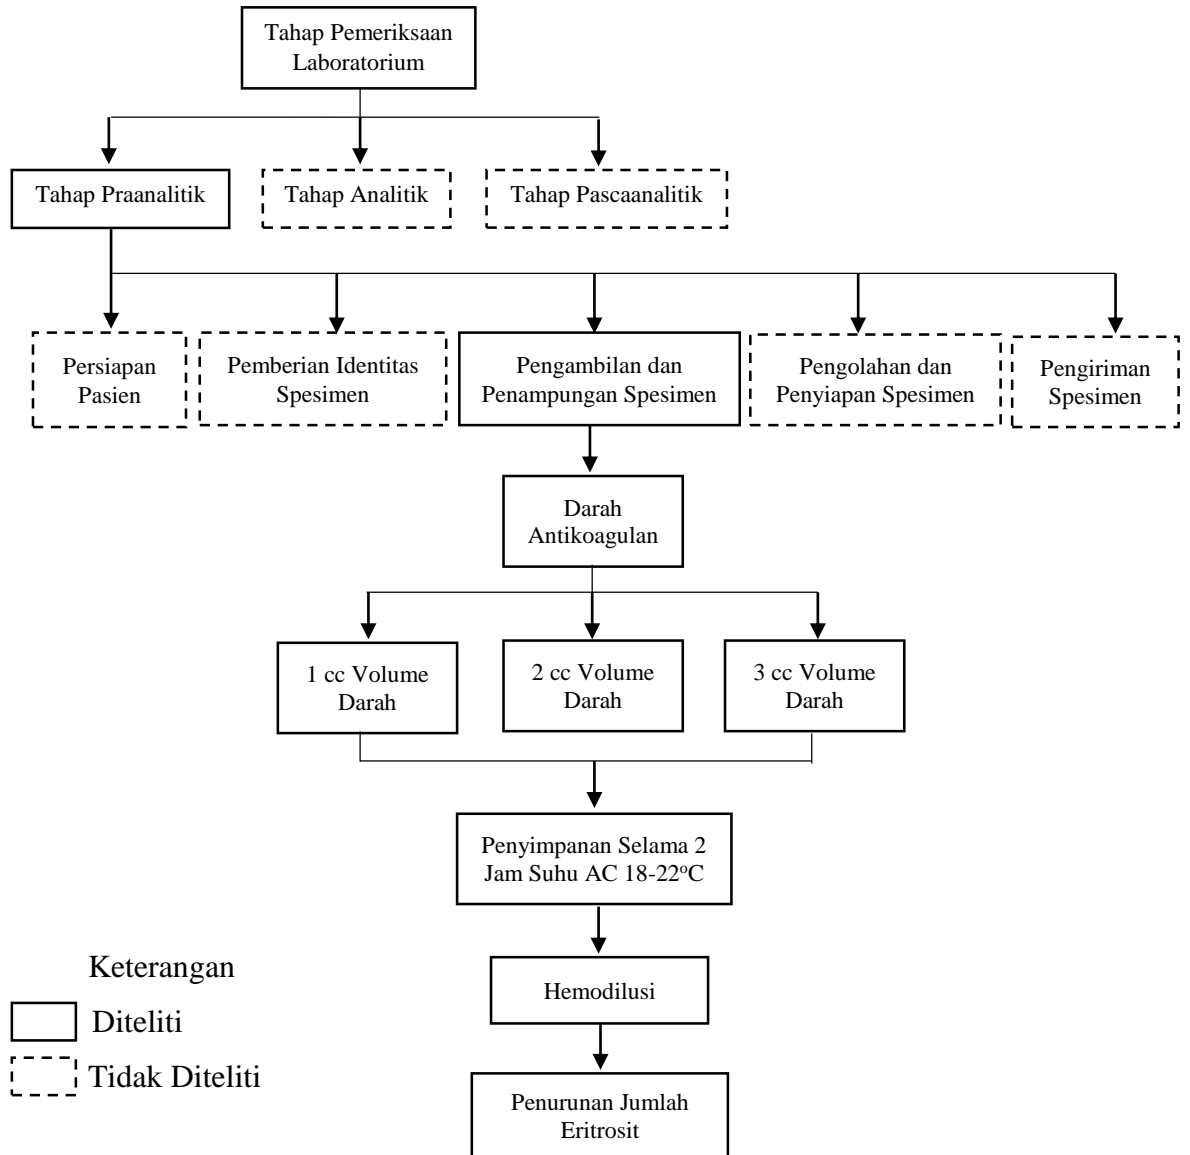 Tahap Pemeriksaan
Laboratorium
Tahap Praanalitik
Tahap Analitik
Tahap Pascaanalitik
Persiapan
Pasien
Pemberian Identitas
Spesimen
Pengambilan dan
Penampungan Spesimen
Pengolahan dan
Penyiapan Spesimen
Pengiriman
Spesimen
Darah
Antikoagulan
1 cc Volume
Darah
2 cc Volume
Darah
3 cc Volume
Darah
Penyimpanan Selama 2
Jam Suhu AC 18-22°C
Hemodilusi
Penurunan Jumlah
Eritrosit
Keterangan
Diteliti
Tidak Diteliti